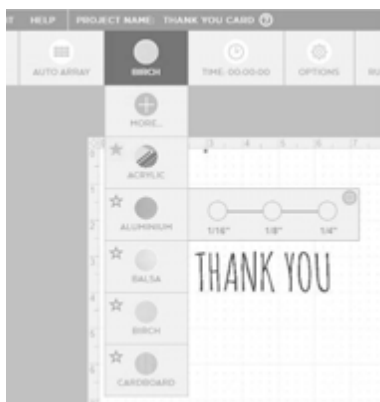 HELP PROJECT NAME: THANK YOU CARD ?
AUTO ARRAY BIRCH TIME: 00:00:00 OPTIONS
MORE...
ACRYLIC
ALUMINIUM
1/16" 1/8" 1/4"
BALSA
THANK YOU
BIRCH
CARDBOARD